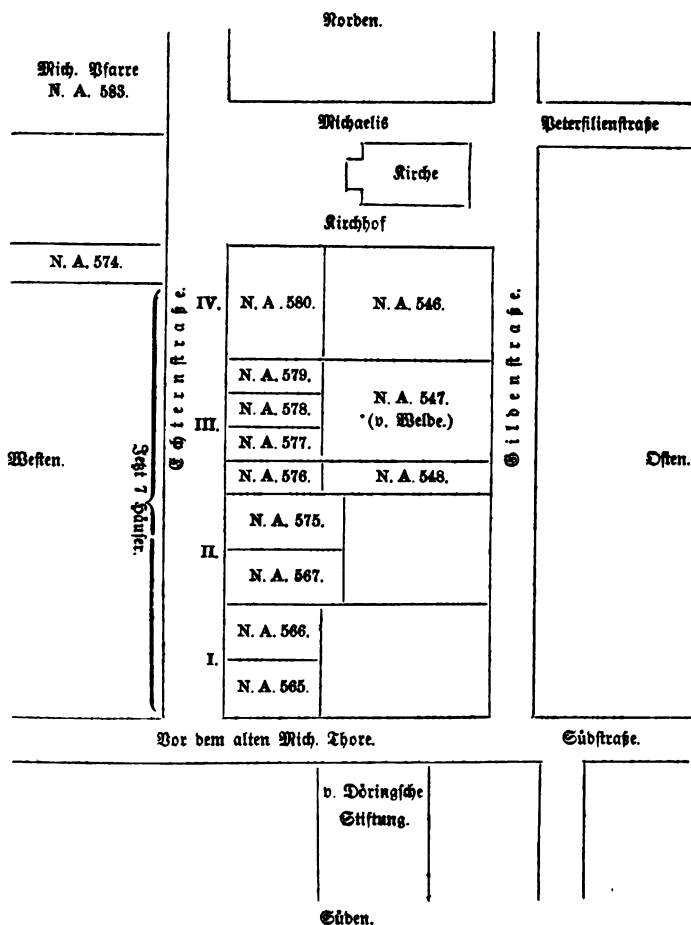 Norden.
Mich. Pfarre
N. A. 583.
Michaelis
Petersilienstraße
Kirche
Kirchhof
N. A. 574.
Echternstraße.
IV.
N. A. 580.
N. A. 546.
Gildenstraße.
N. A. 579.
N. A. 547.
(v. Welde.)
N. A. 578.
III.
N. A. 577.
Westen.
Jetzt 7 Häuser.
N. A. 576.
N. A. 548.
Osten.
N. A. 575.
II.
N. A. 567.
N. A. 566.
I.
N. A. 565.
Vor dem alten Mich. Thore.
Südstraße.
v. Döringsche
Stiftung.
Süden.